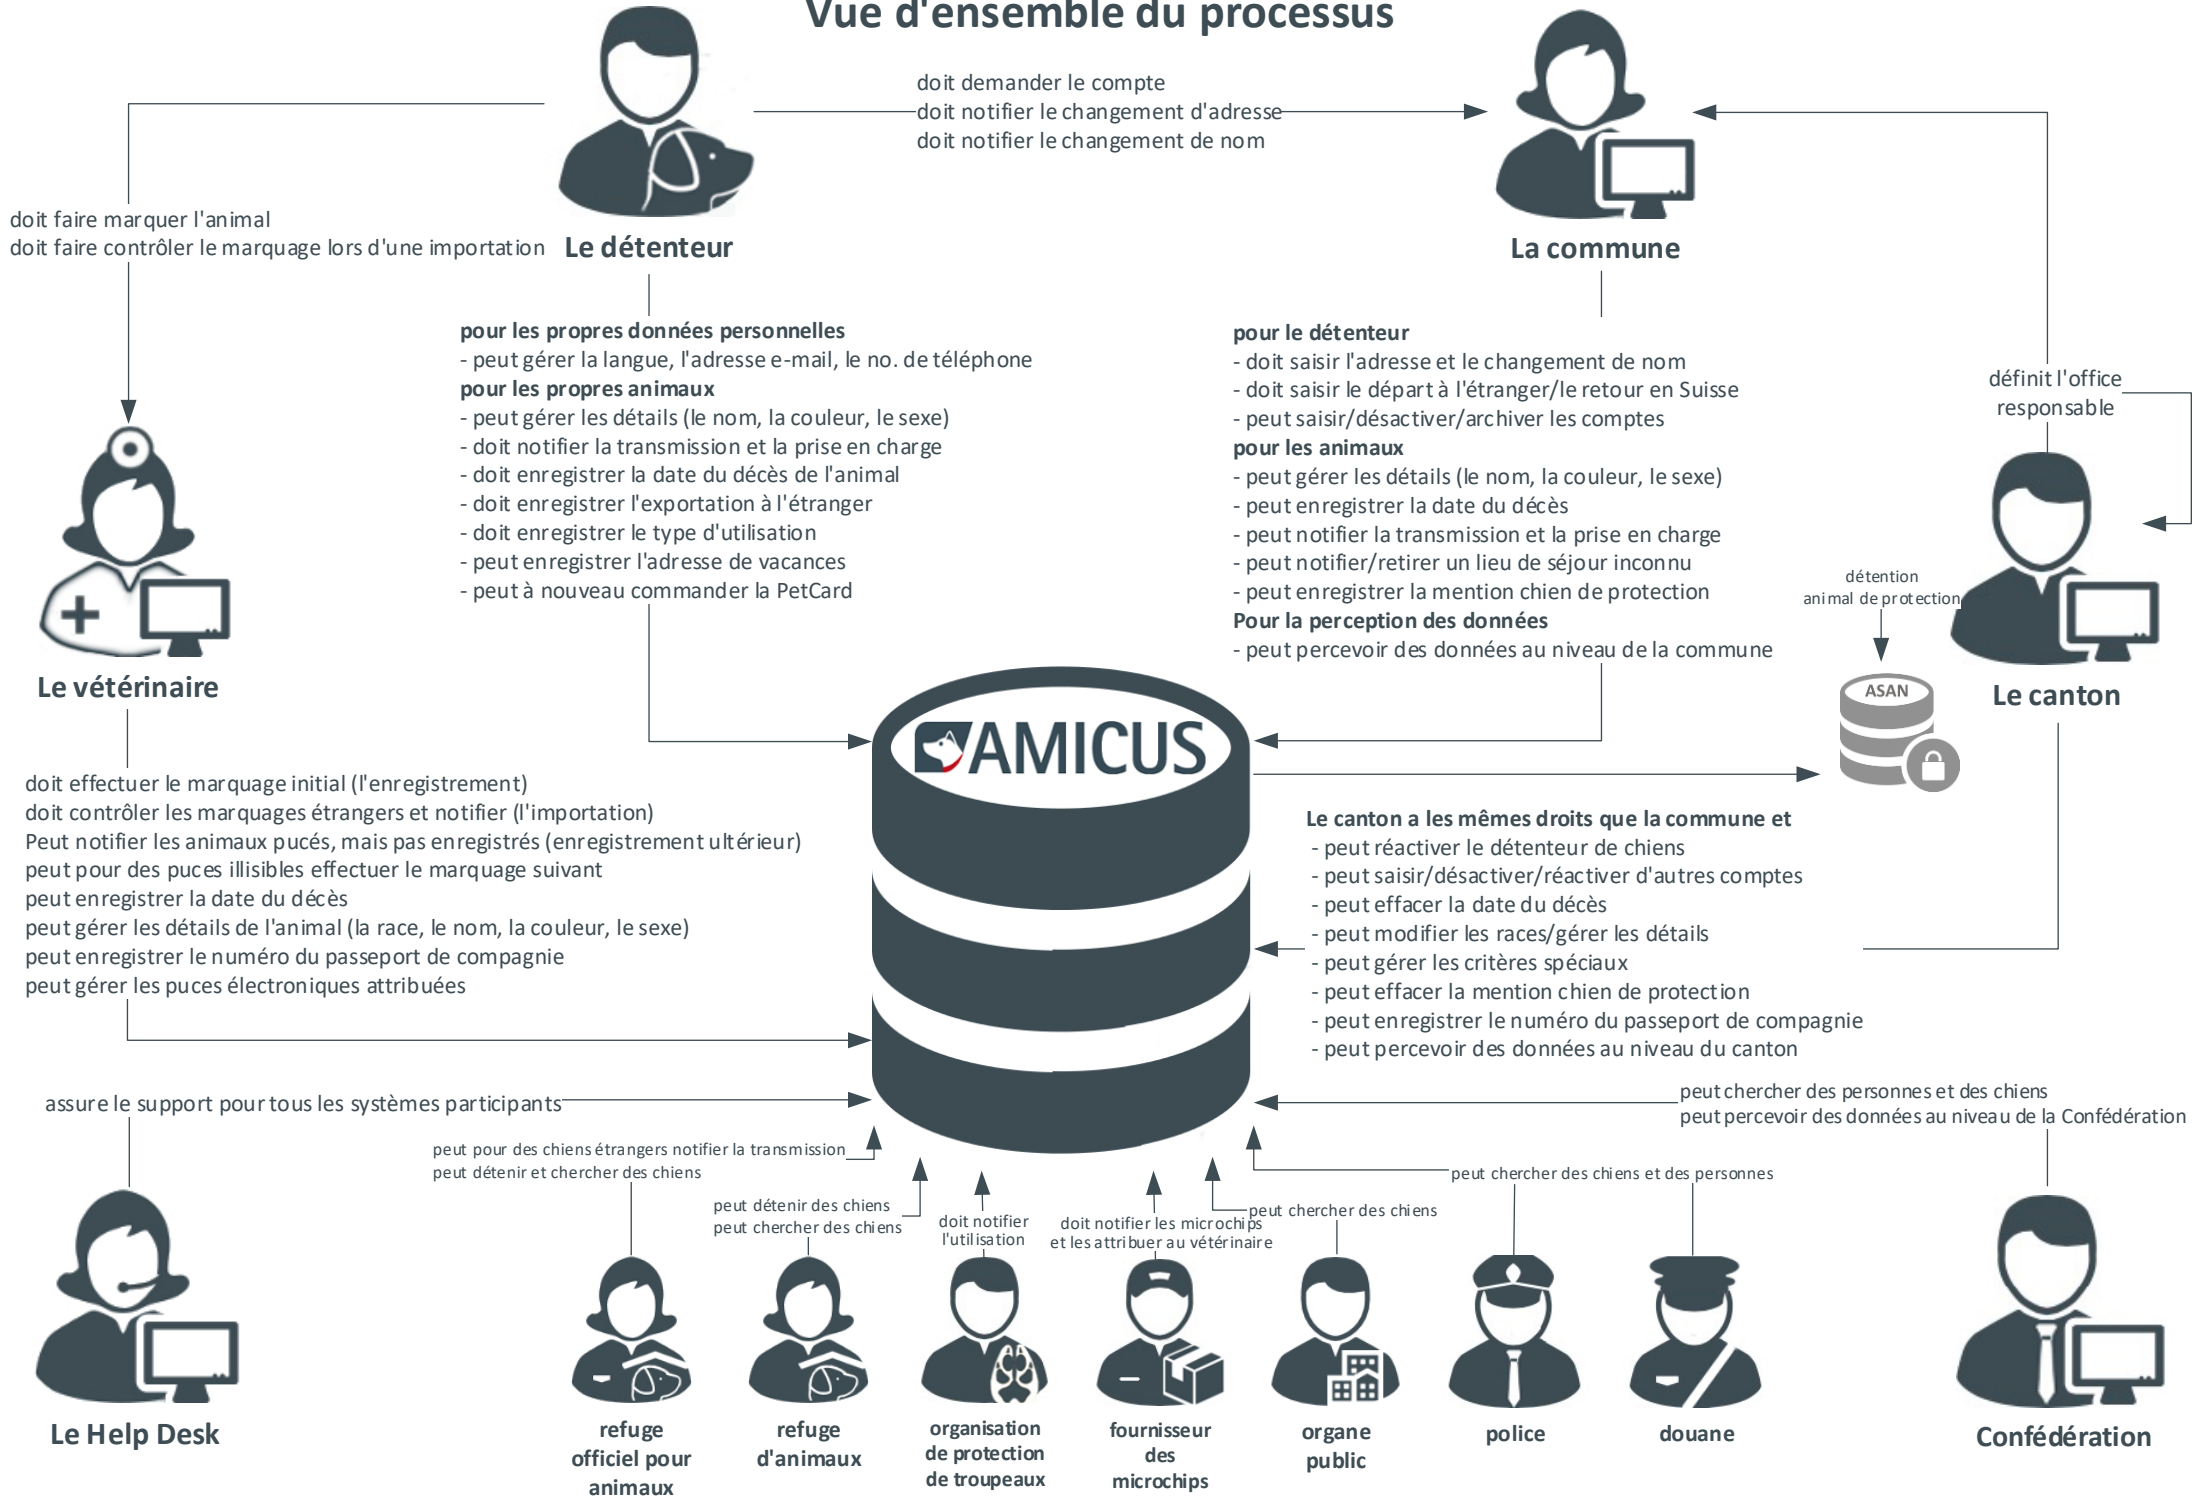 Vue d'ensemble du processus
doit demander le compte
doit notifier le changement d'adresse
doit notifier le changement de nom
doit faire marquer l'animal
doit faire contrôler le marquage lors d'une importation
Le détenteur
La commune
pour les propres données personnelles
- peut gérer la langue, l'adresse e-mail, le no. de téléphone
pour les propres animaux
- peut gérer les détails (le nom, la couleur, le sexe)
- doit notifier la transmission et la prise en charge
- doit enregistrer la date du décès de l'animal
- doit enregistrer l'exportation à l'étranger
- doit enregistrer le type d'utilisation
- peut enregistrer l'adresse de vacances
- peut à nouveau commander la PetCard
pour le détenteur
- doit saisir l'adresse et le changement de nom
- doit saisir le départ à l'étranger/le retour en Suisse
- peut saisir/désactiver/archiver les comptes
pour les animaux
- peut gérer les détails (le nom, la couleur, le sexe)
- peut enregistrer la date du décès
- peut notifier la transmission et la prise en charge
- peut notifier/retirer un lieu de séjour inconnu
- peut enregistrer la mention chien de protection
Pour la perception des données
- peut percevoir des données au niveau de la commune
définit l'office
responsable
détention
animal de protection
ASAN
Le canton
Le vétérinaire
AMICUS
doit effectuer le marquage initial (l'enregistrement)
doit contrôler les marquages étrangers et notifier (l'importation)
Peut notifier les animaux pucés, mais pas enregistrés (enregistrement ultérieur)
peut pour des puces illisibles effectuer le marquage suivant
peut enregistrer la date du décès
peut gérer les détails de l'animal (la race, le nom, la couleur, le sexe)
peut enregistrer le numéro du passeport de compagnie
peut gérer les puces électroniques attribuées
Le canton a les mêmes droits que la commune et
- peut réactiver le détenteur de chiens
- peut saisir/désactiver/réactiver d'autres comptes
- peut effacer la date du décès
- peut modifier les races/gérer les détails
- peut gérer les critères spéciaux
- peut effacer la mention chien de protection
- peut enregistrer le numéro du passeport de compagnie
- peut percevoir des données au niveau du canton
assure le support pour tous les systèmes participants
peut chercher des personnes et des chiens
peut percevoir des données au niveau de la Confédération
peut pour des chiens étrangers notifier la transmission
peut détenir et chercher des chiens
peut détenir des chiens
peut chercher des chiens
doit notifier
l'utilisation
doit notifier les microchips
et les attribuer au vétérinaire
peut chercher des chiens
peut chercher des chiens et des personnes
Le Help Desk
refuge
officiel pour
animaux
refuge
d'animaux
organisation
de protection
de troupeaux
fournisseur
des
microchips
organe
public
police
douane
Confédération